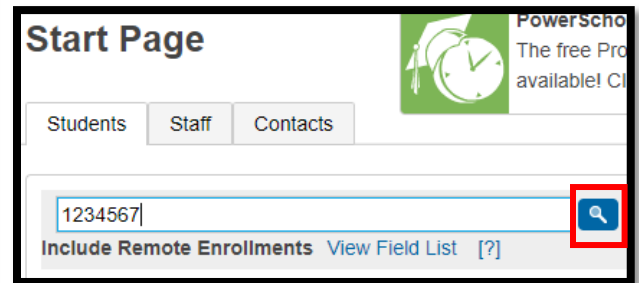 Start Page
PowerScho
The free Pro
available! Cl
Students Staff Contacts
1234567
Include Remote Enrollments View Field List [?]